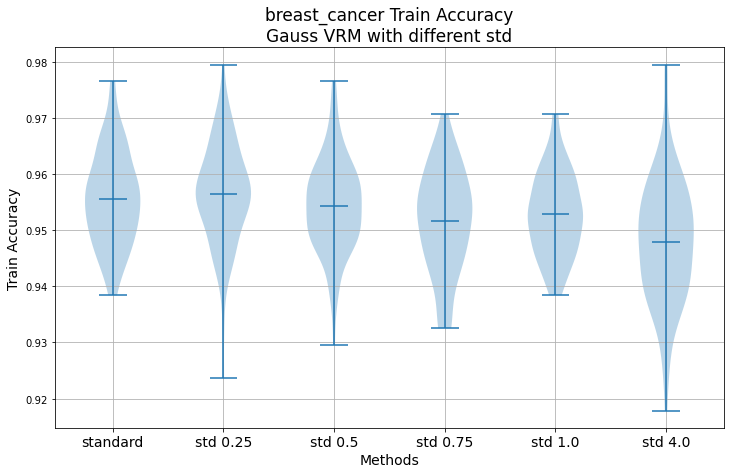 breast_cancer Train Accuracy
Gauss VRM with different std
0.98
0.97
0.96
0.95
0.94
0.93
0.92
Train Accuracy
standard std 0.25 std 0.5 std 0.75 std 1.0 std 4.0
Methods